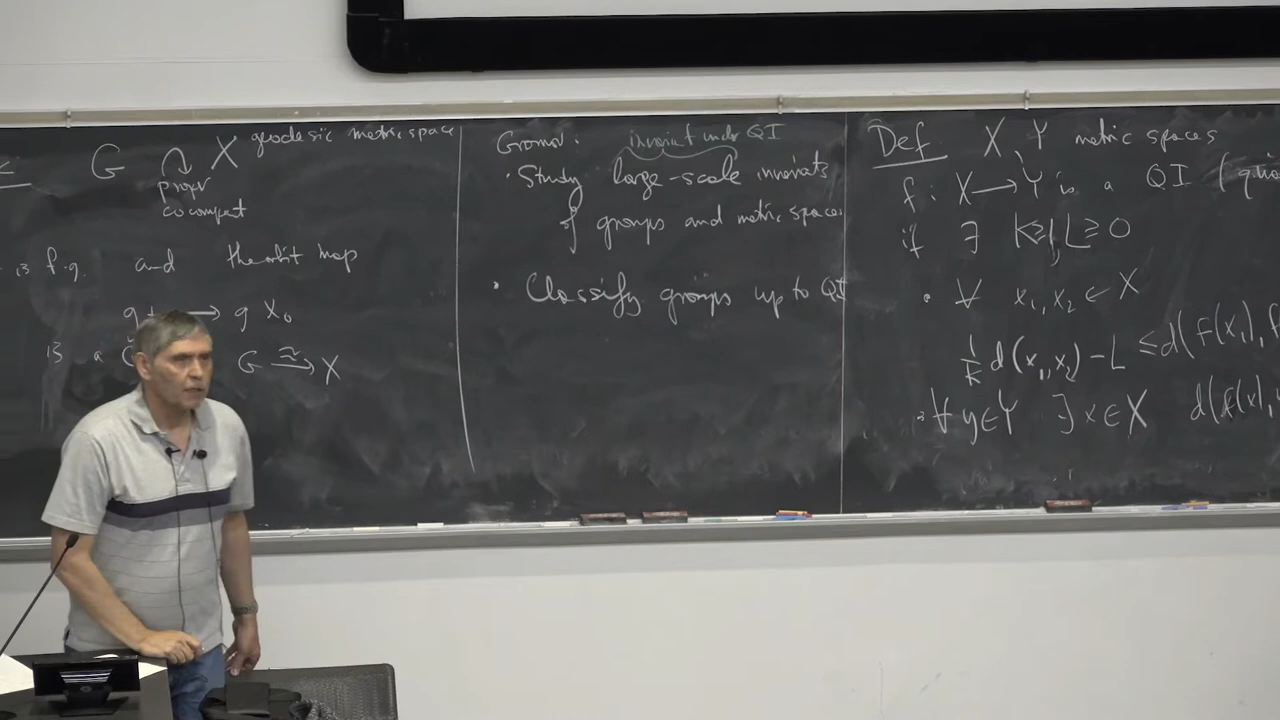 G ↷ X geodesic metric space
proper
cocompact
is f.g. and the orbit map
g ⟼ g x₀
is a G ≅→ X
Gromov: invariant under QI
• Study large-scale invariants
of groups and metric spaces
• Classify groups up to QI
Def X, Y metric spaces
f: X → Y is a QI (
if ∃ K≥1, L≥0
• ∀ x₁, x₂ ∈ X
1/K d(x₁, x₂) - L ≤ d(f(x₁), f
• ∀ y ∈ Y ∃ x ∈ X d(f(x),